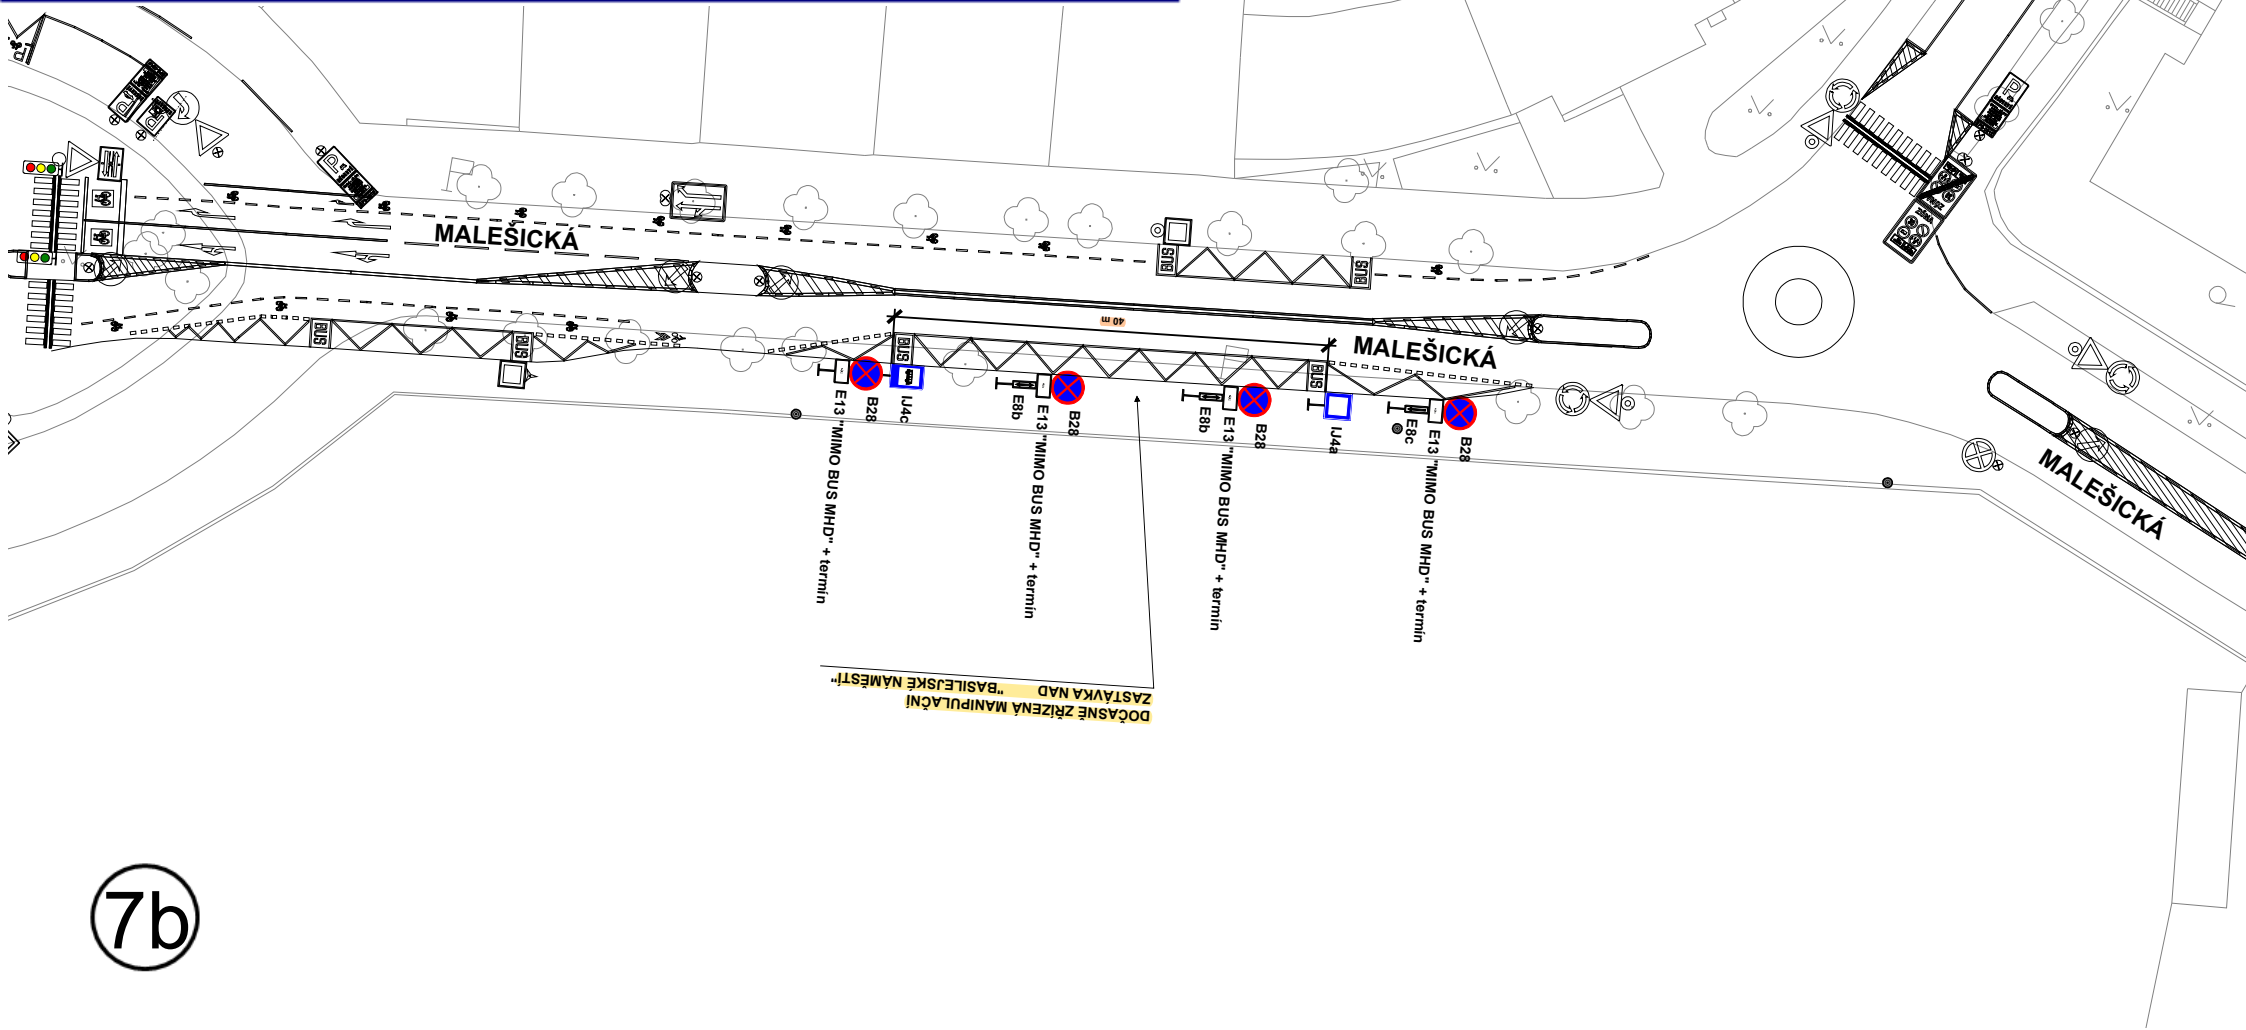 MALEŠICKÁ
BUS
BUS
40 m
MALEŠICKÁ
BUS
BUS
BUS
BUS
MALEŠICKÁ
E13 "MIMO BUS MHD" + termín
B28
IJ4c
E8b
E13 "MIMO BUS MHD" + termín
B28
E8b
E13 "MIMO BUS MHD" + termín
B28
IJ4a
E8c
E13 "MIMO BUS MHD" + termín
B28
DOČASNĚ ZŘÍZENÁ MANIPULAČNÍ
ZASTÁVKA NAD "BASILEJSKÉ NÁMĚSTÍ"
7b